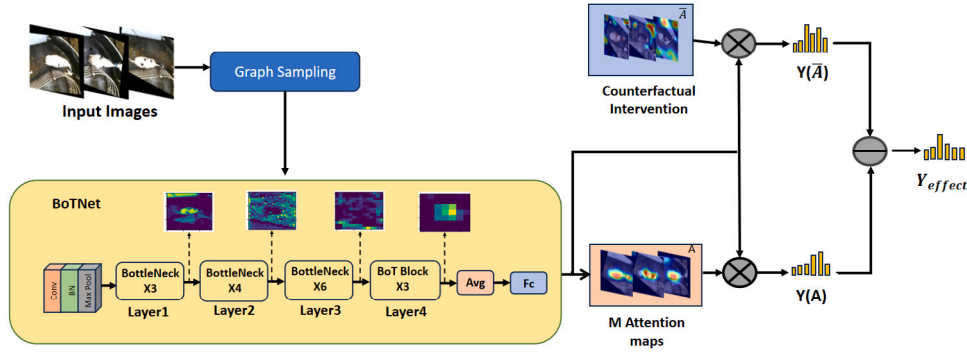 Graph Sampling
Input Images
Ā
Counterfactual
Intervention
Y(Ā)
Y_effect
BoTNet
Conv
BN
Max Pool
BottleNeck
X3
Layer1
BottleNeck
X4
Layer2
BottleNeck
X6
Layer3
BoT Block
X3
Layer4
Avg
Fc
A
M Attention
maps
Y(A)